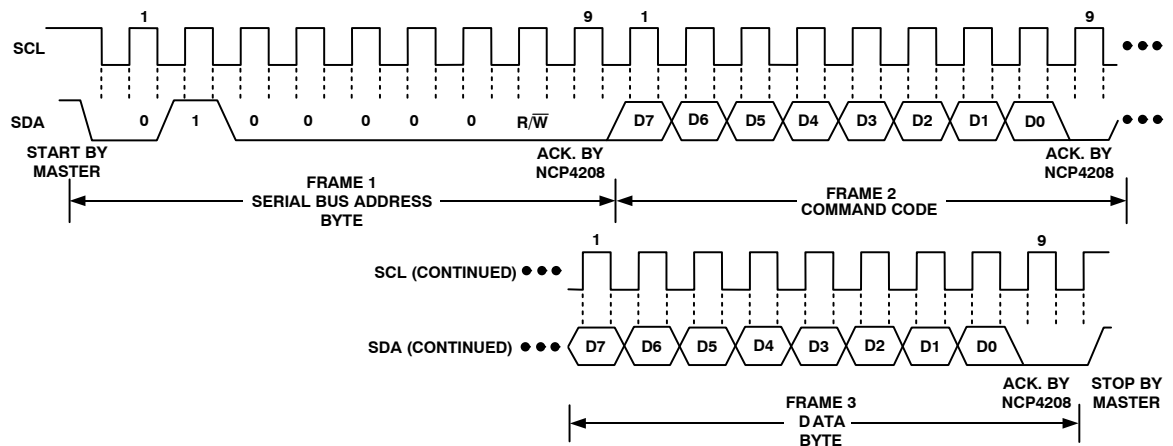 1 9 1 9
SCL
SDA
0 1 0 0 0 0 0 R/W̅ D7 D6 D5 D4 D3 D2 D1 D0
START BY
MASTER
ACK. BY
NCP4208
ACK. BY
NCP4208
FRAME 1
SERIAL BUS ADDRESS
BYTE
FRAME 2
COMMAND CODE
1 9
SCL (CONTINUED)
SDA (CONTINUED) D7 D6 D5 D4 D3 D2 D1 D0
ACK. BY
NCP4208
STOP BY
MASTER
FRAME 3
DATA
BYTE